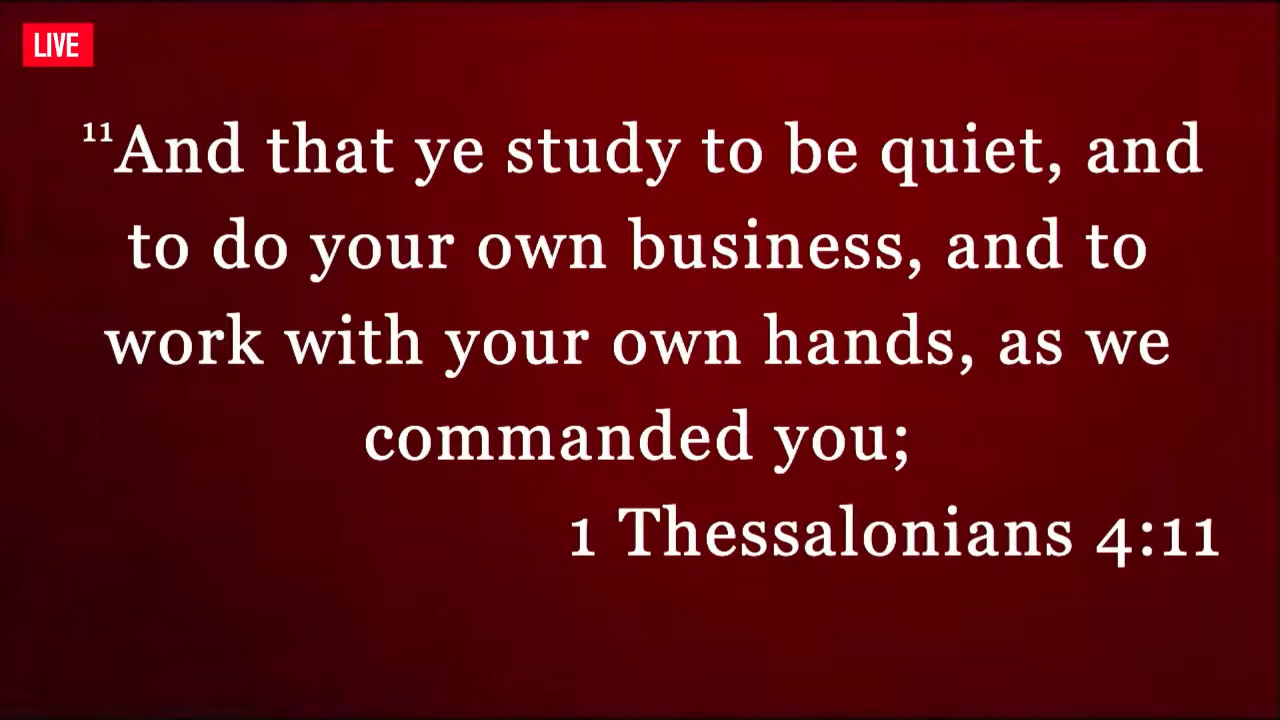 LIVE
¹¹And that ye study to be quiet, and
to do your own business, and to
work with your own hands, as we
commanded you;
1 Thessalonians 4:11